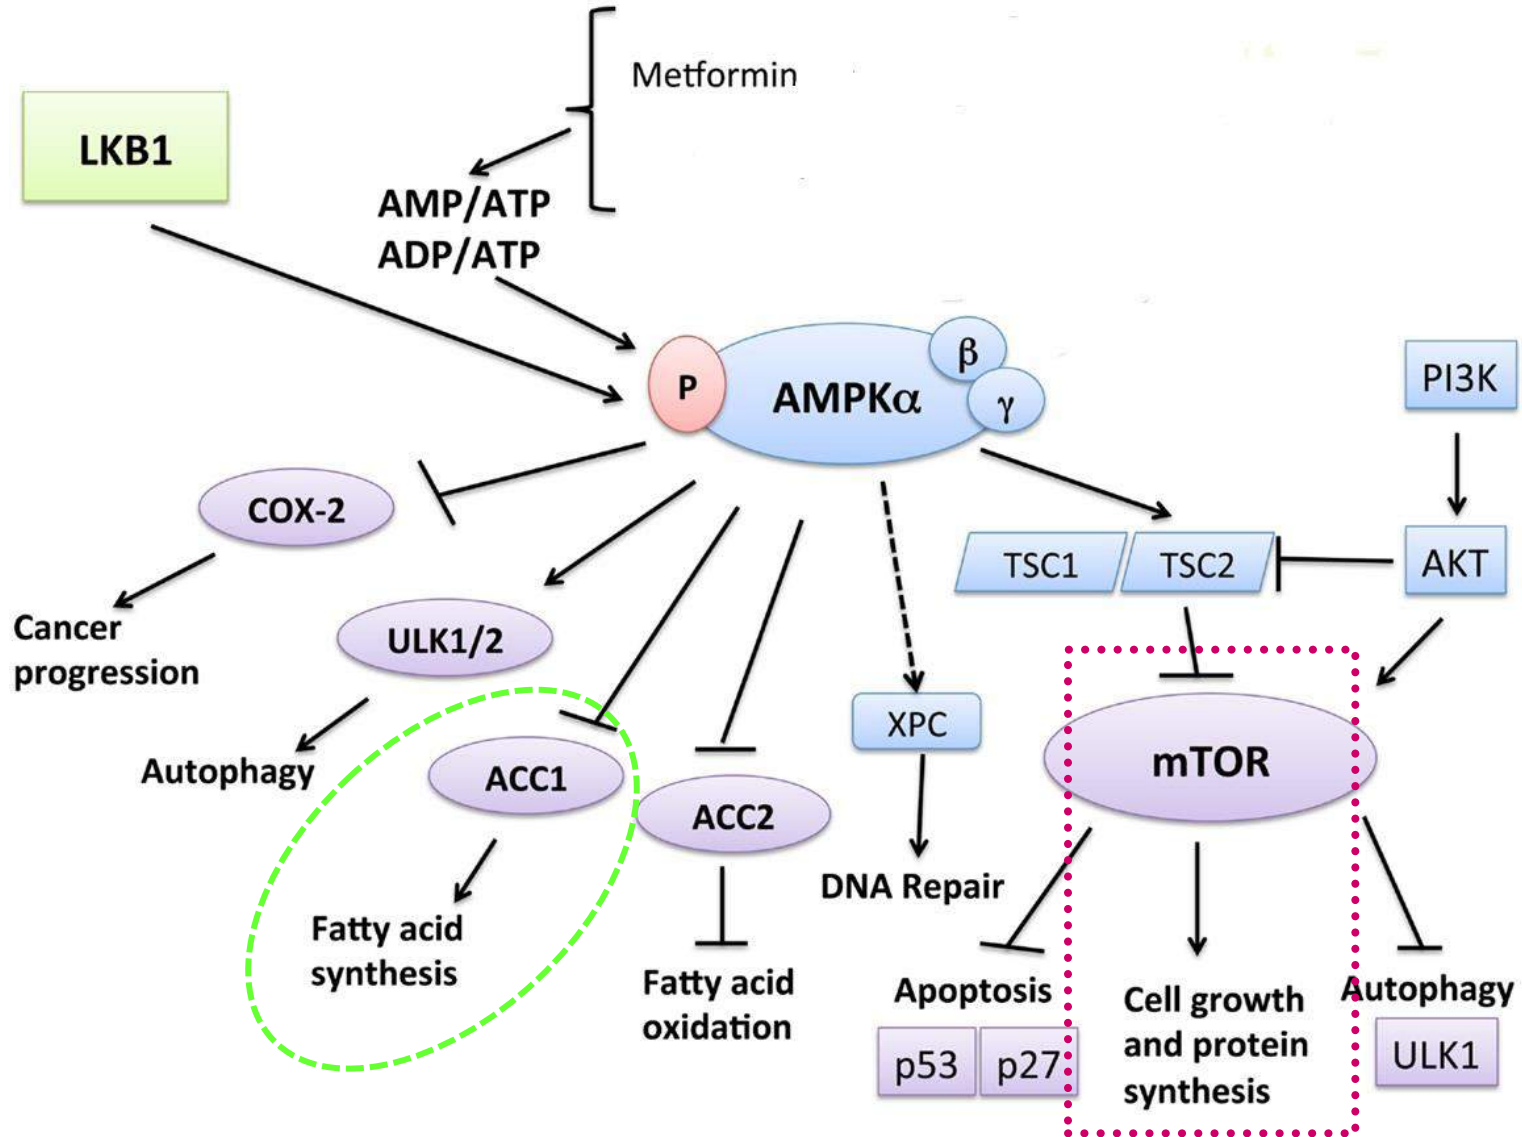 Metformin
LKB1
AMP/ATP
ADP/ATP
P
AMPKα
β
γ
PI3K
COX-2
TSC1
TSC2
AKT
Cancer
progression
ULK1/2
XPC
mTOR
Autophagy
ACC1
ACC2
DNA Repair
Fatty acid
synthesis
Fatty acid
oxidation
Apoptosis
p53
p27
Cell growth
and protein
synthesis
Autophagy
ULK1